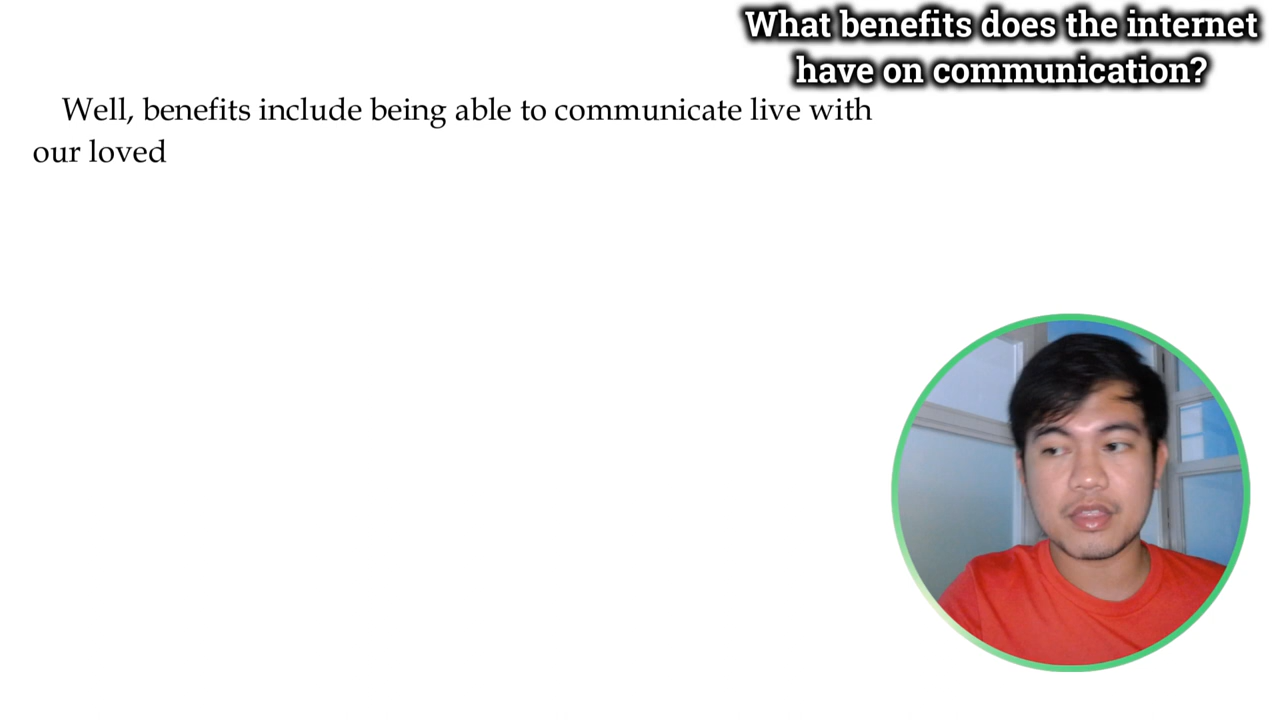 What benefits does the internet
have on communication?
Well, benefits include being able to communicate live with
our loved